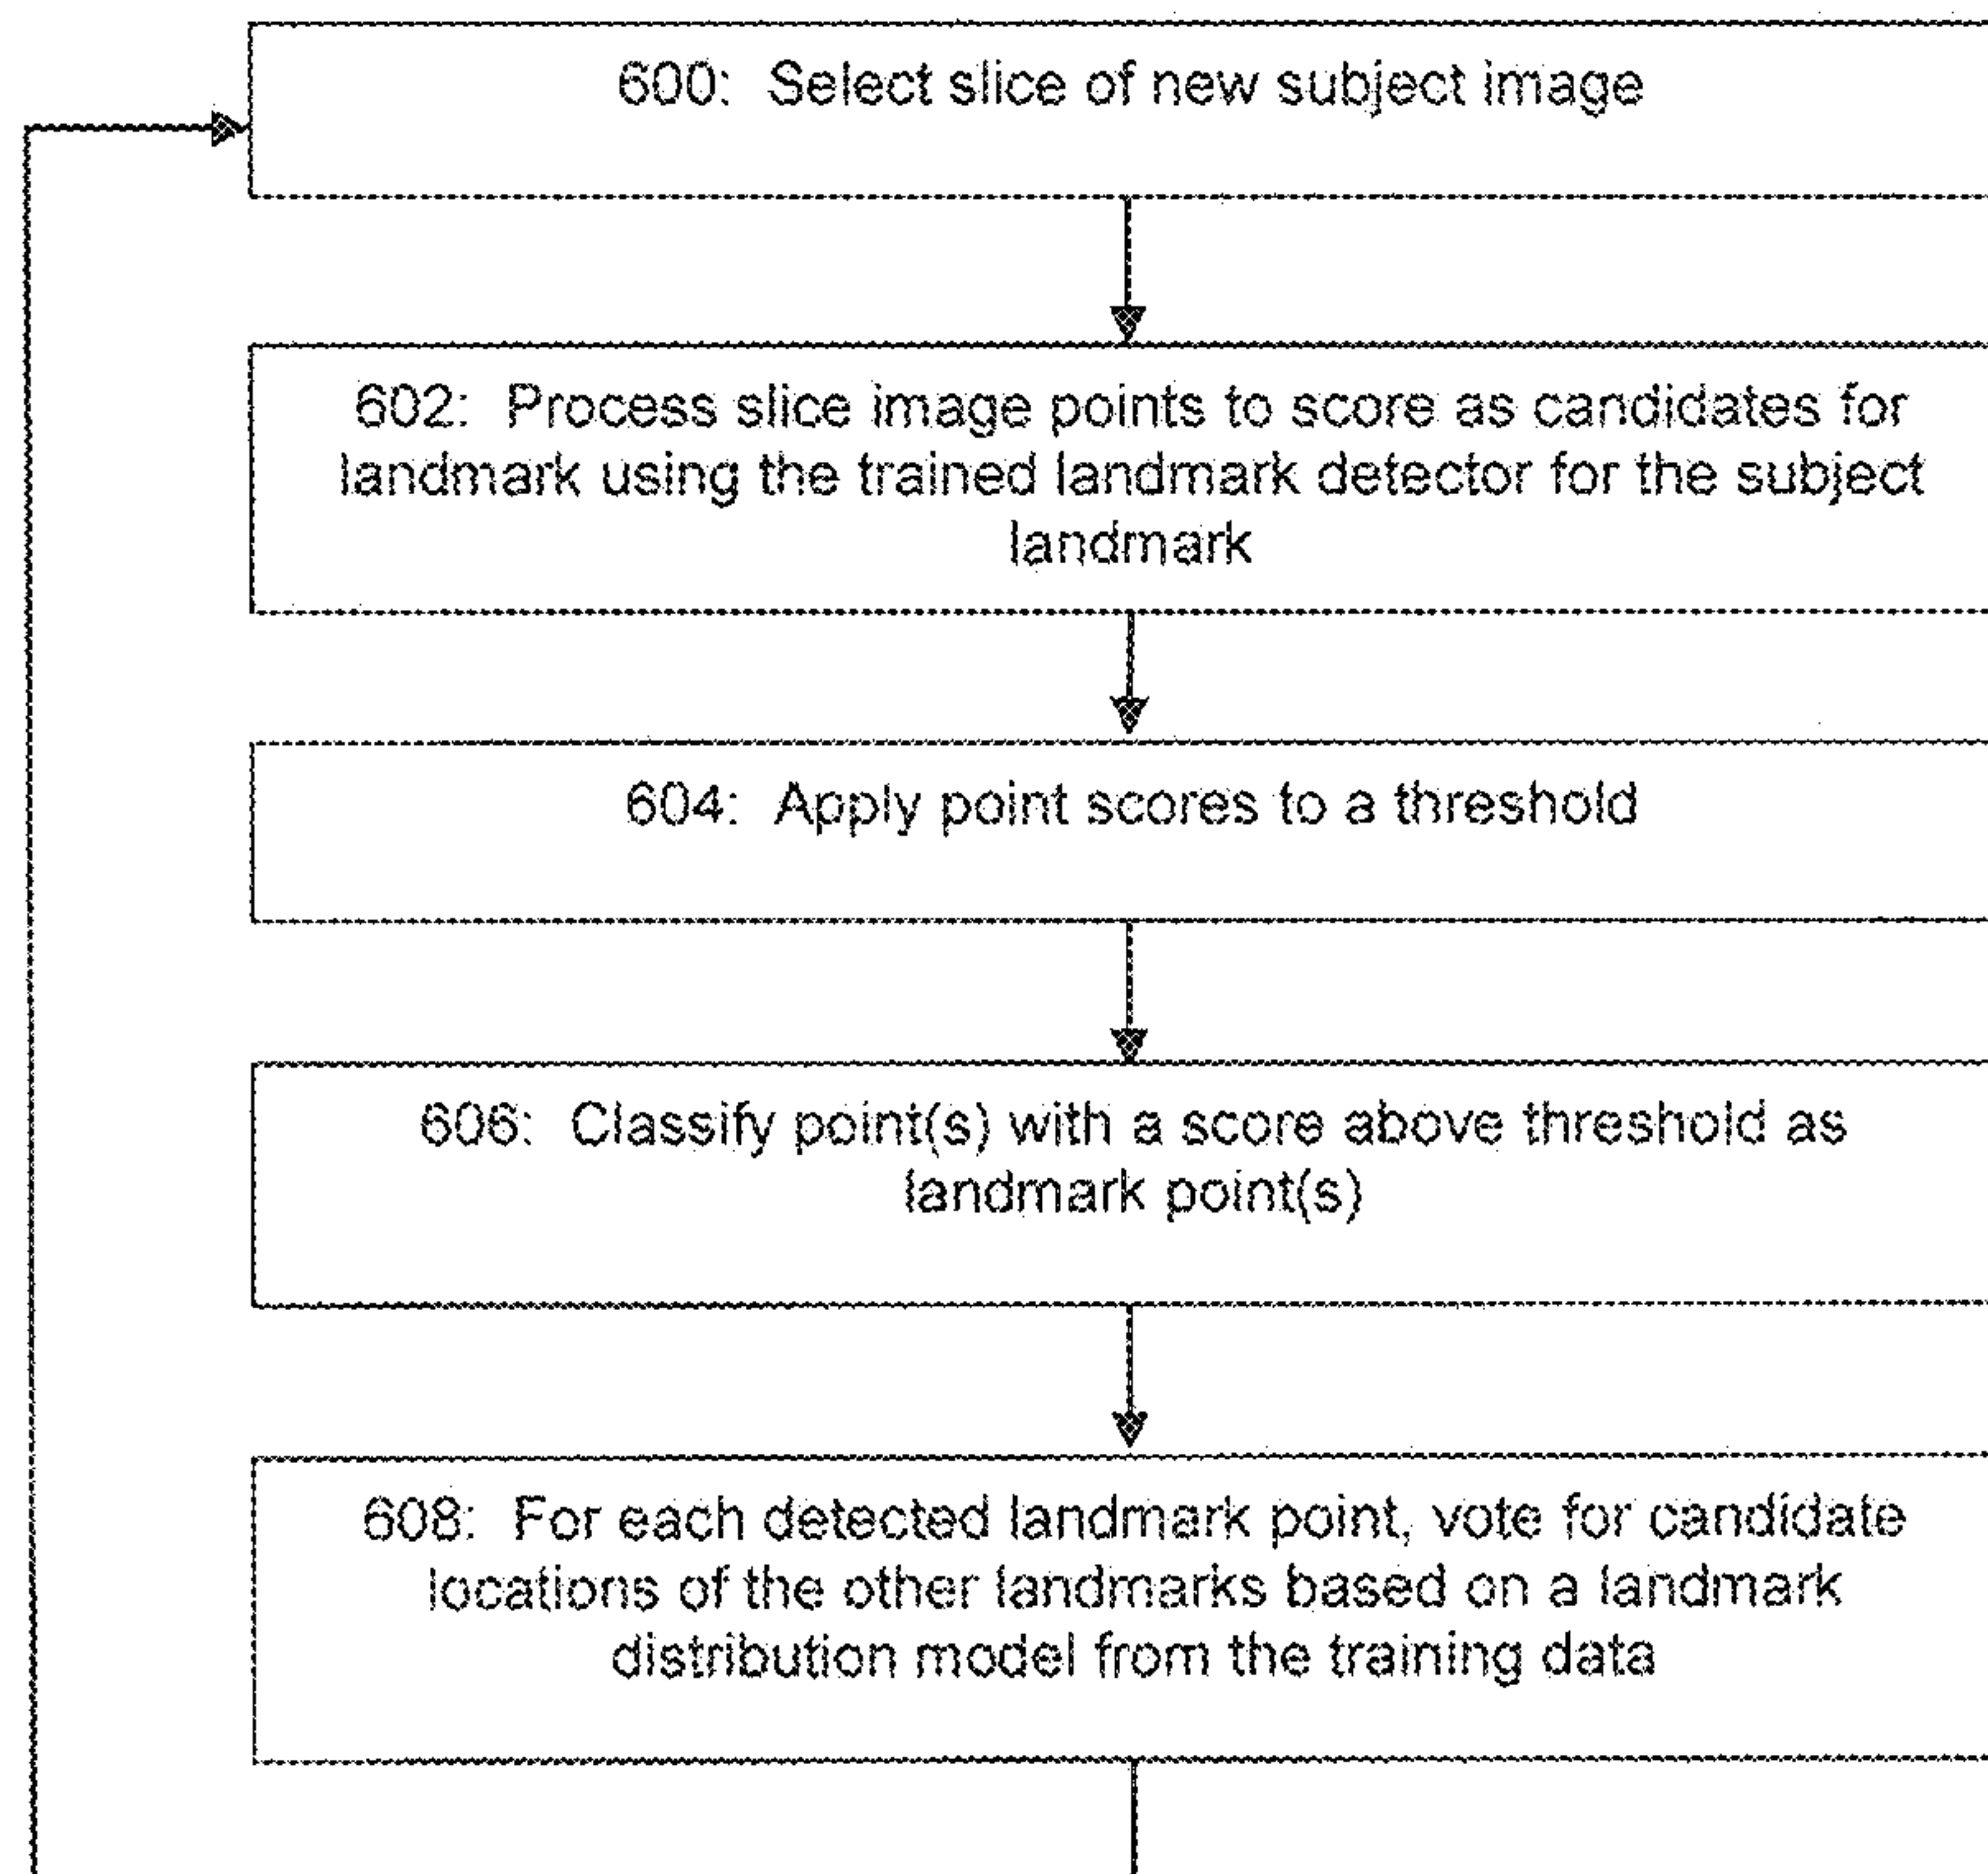 600: Select slice of new subject image
602: Process slice image points to score as candidates for
landmark using the trained landmark detector for the subject
landmark
604: Apply point scores to a threshold
606: Classify point(s) with a score above threshold as
landmark point(s)
608: For each detected landmark point, vote for candidate
locations of the other landmarks based on a landmark
distribution model from the training data